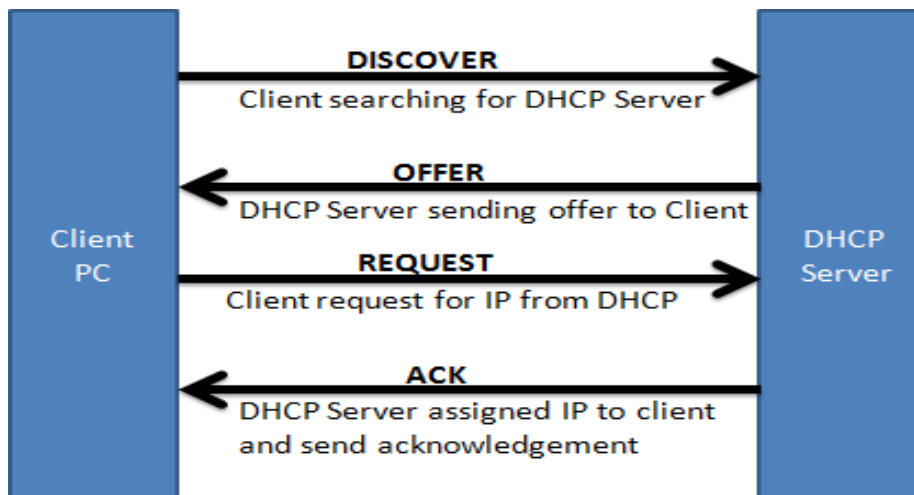 DISCOVER
Client searching for DHCP Server
OFFER
DHCP Server sending offer to Client
Client
PC
DHCP
Server
REQUEST
Client request for IP from DHCP
ACK
DHCP Server assigned IP to client
and send acknowledgement